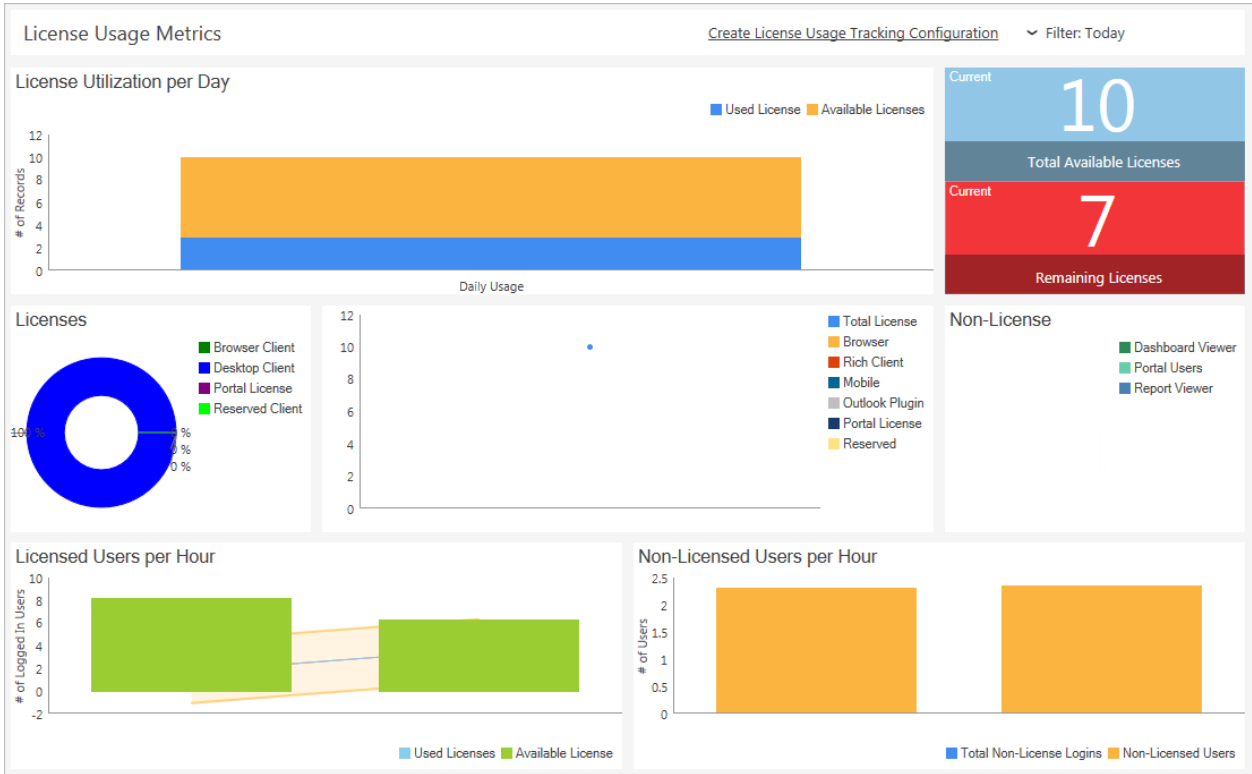 License Usage Metrics
Create License Usage Tracking Configuration
Filter: Today
License Utilization per Day
Used License
Available Licenses
12
10
8
6
4
2
0
# of Records
Daily Usage
Current
10
Total Available Licenses
Current
7
Remaining Licenses
Licenses
Browser Client
Desktop Client
Portal License
Reserved Client
100 %
0 %
0 %
0 %
12
10
8
6
4
2
0
Total License
Browser
Rich Client
Mobile
Outlook Plugin
Portal License
Reserved
Non-License
Dashboard Viewer
Portal Users
Report Viewer
Licensed Users per Hour
10
8
6
4
2
0
-2
# of Logged In Users
Used Licenses
Available License
Non-Licensed Users per Hour
2.5
2
1.5
1
0.5
0
# of Users
Total Non-License Logins
Non-Licensed Users